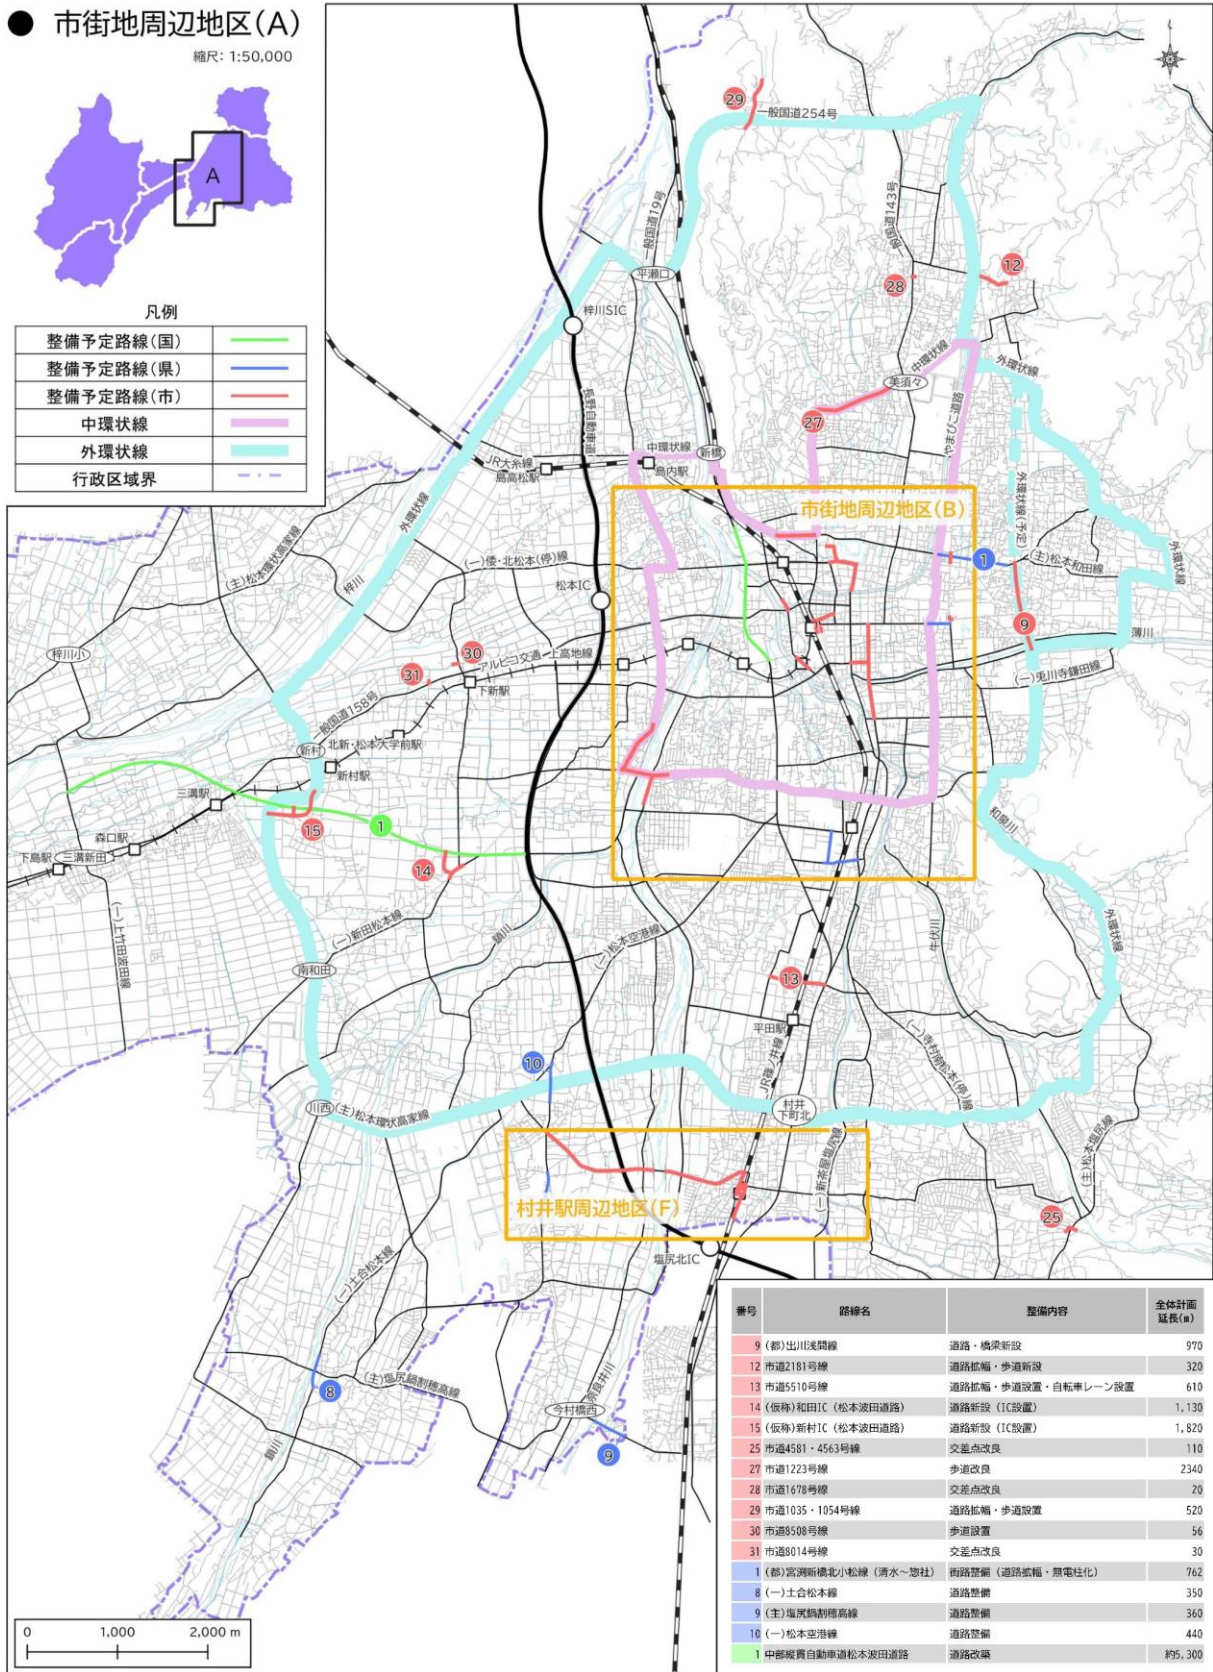 ● 市街地周辺地区(A)
縮尺: 1:50,000
A
凡例
整備予定路線(国)
整備予定路線(県)
整備予定路線(市)
中環状線
外環状線
行政区域界
29
一般国道254号
一般国道19号
一般国道143号
平瀬口
28
12
梓川SIC
長野自動車道
中環状線
外環状線
美須々
27
やまびこ道路
中環状線
新橋
JR大糸線
島高松駅
島内駅
外環状線(予定)
外環状線
市街地周辺地区(B)
(主)松本環状高家線
(一)倭・北松本(停)線
1
(主)松本和田線
外環状線
梓川
松本IC
9
薄川
梓川小
30
アルピコ交通 上高地線
31
下新駅
(一)兎川寺鎌田線
一般国道158号
新村
北新・松本大学前駅
新村駅
三溝駅
15
1
和泉川
森口駅
下島駅
三溝新田
14
(一)上竹田波田線
(一)新田松本線
鎖川
(一)松本空港線
牛伏川
外環状線
南和田
13
平田駅
(一)寺村南松本(停)線
10
JR篠ノ井線
川西
(主)松本環状高家線
村井
下町北
(一)新茶屋塩尻線
(主)松本塩尻線
村井駅周辺地区(F)
25
塩尻北IC
(一)土合松本線
8
(主)塩尻鍋割穂高線
奈良井川
今村橋西
9
鎖川
番号 路線名 整備内容 全体計画延長(m)
9 (都)出川浅間線 道路・橋梁新設 970
12 市道2181号線 道路拡幅・歩道新設 320
13 市道5510号線 道路拡幅・歩道設置・自転車レーン設置 610
14 (仮称)和田IC（松本波田道路） 道路新設（IC設置） 1,130
15 (仮称)新村IC（松本波田道路） 道路新設（IC設置） 1,820
25 市道4581・4563号線 交差点改良 110
27 市道1223号線 歩道改良 2340
28 市道1678号線 交差点改良 20
29 市道1035・1054号線 道路拡幅・歩道設置 520
30 市道8508号線 歩道設置 56
31 市道8014号線 交差点改良 30
1 (都)宮渕新橋北小松線（清水～惣社） 街路整備（道路拡幅・無電柱化） 762
8 (一)土合松本線 道路整備 350
9 (主)塩尻鍋割穂高線 道路整備 360
10 (一)松本空港線 道路整備 440
1 中部縦貫自動車道松本波田道路 道路改築 約5,300
0 1,000 2,000 m